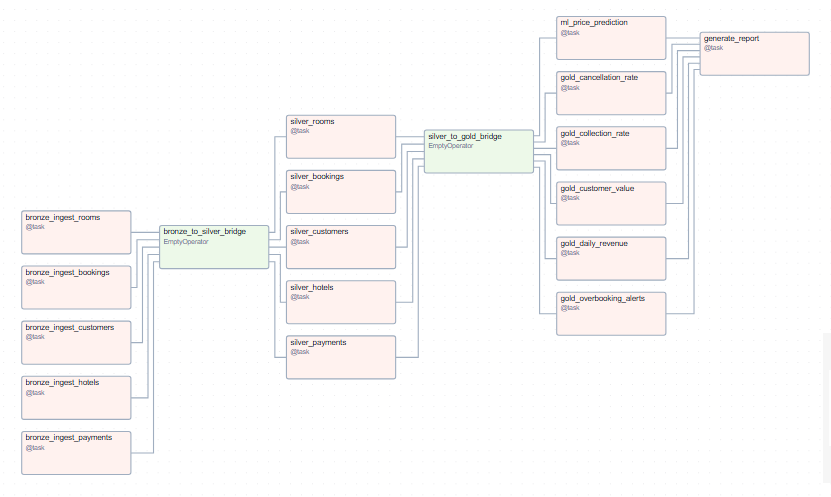 ml_price_prediction
@task
generate_report
@task
gold_cancellation_rate
@task
silver_rooms
@task
silver_to_gold_bridge
EmptyOperator
gold_collection_rate
@task
silver_bookings
@task
gold_customer_value
@task
bronze_ingest_rooms
@task
bronze_to_silver_bridge
EmptyOperator
silver_customers
@task
gold_daily_revenue
@task
bronze_ingest_bookings
@task
silver_hotels
@task
gold_overbooking_alerts
@task
bronze_ingest_customers
@task
silver_payments
@task
bronze_ingest_hotels
@task
bronze_ingest_payments
@task